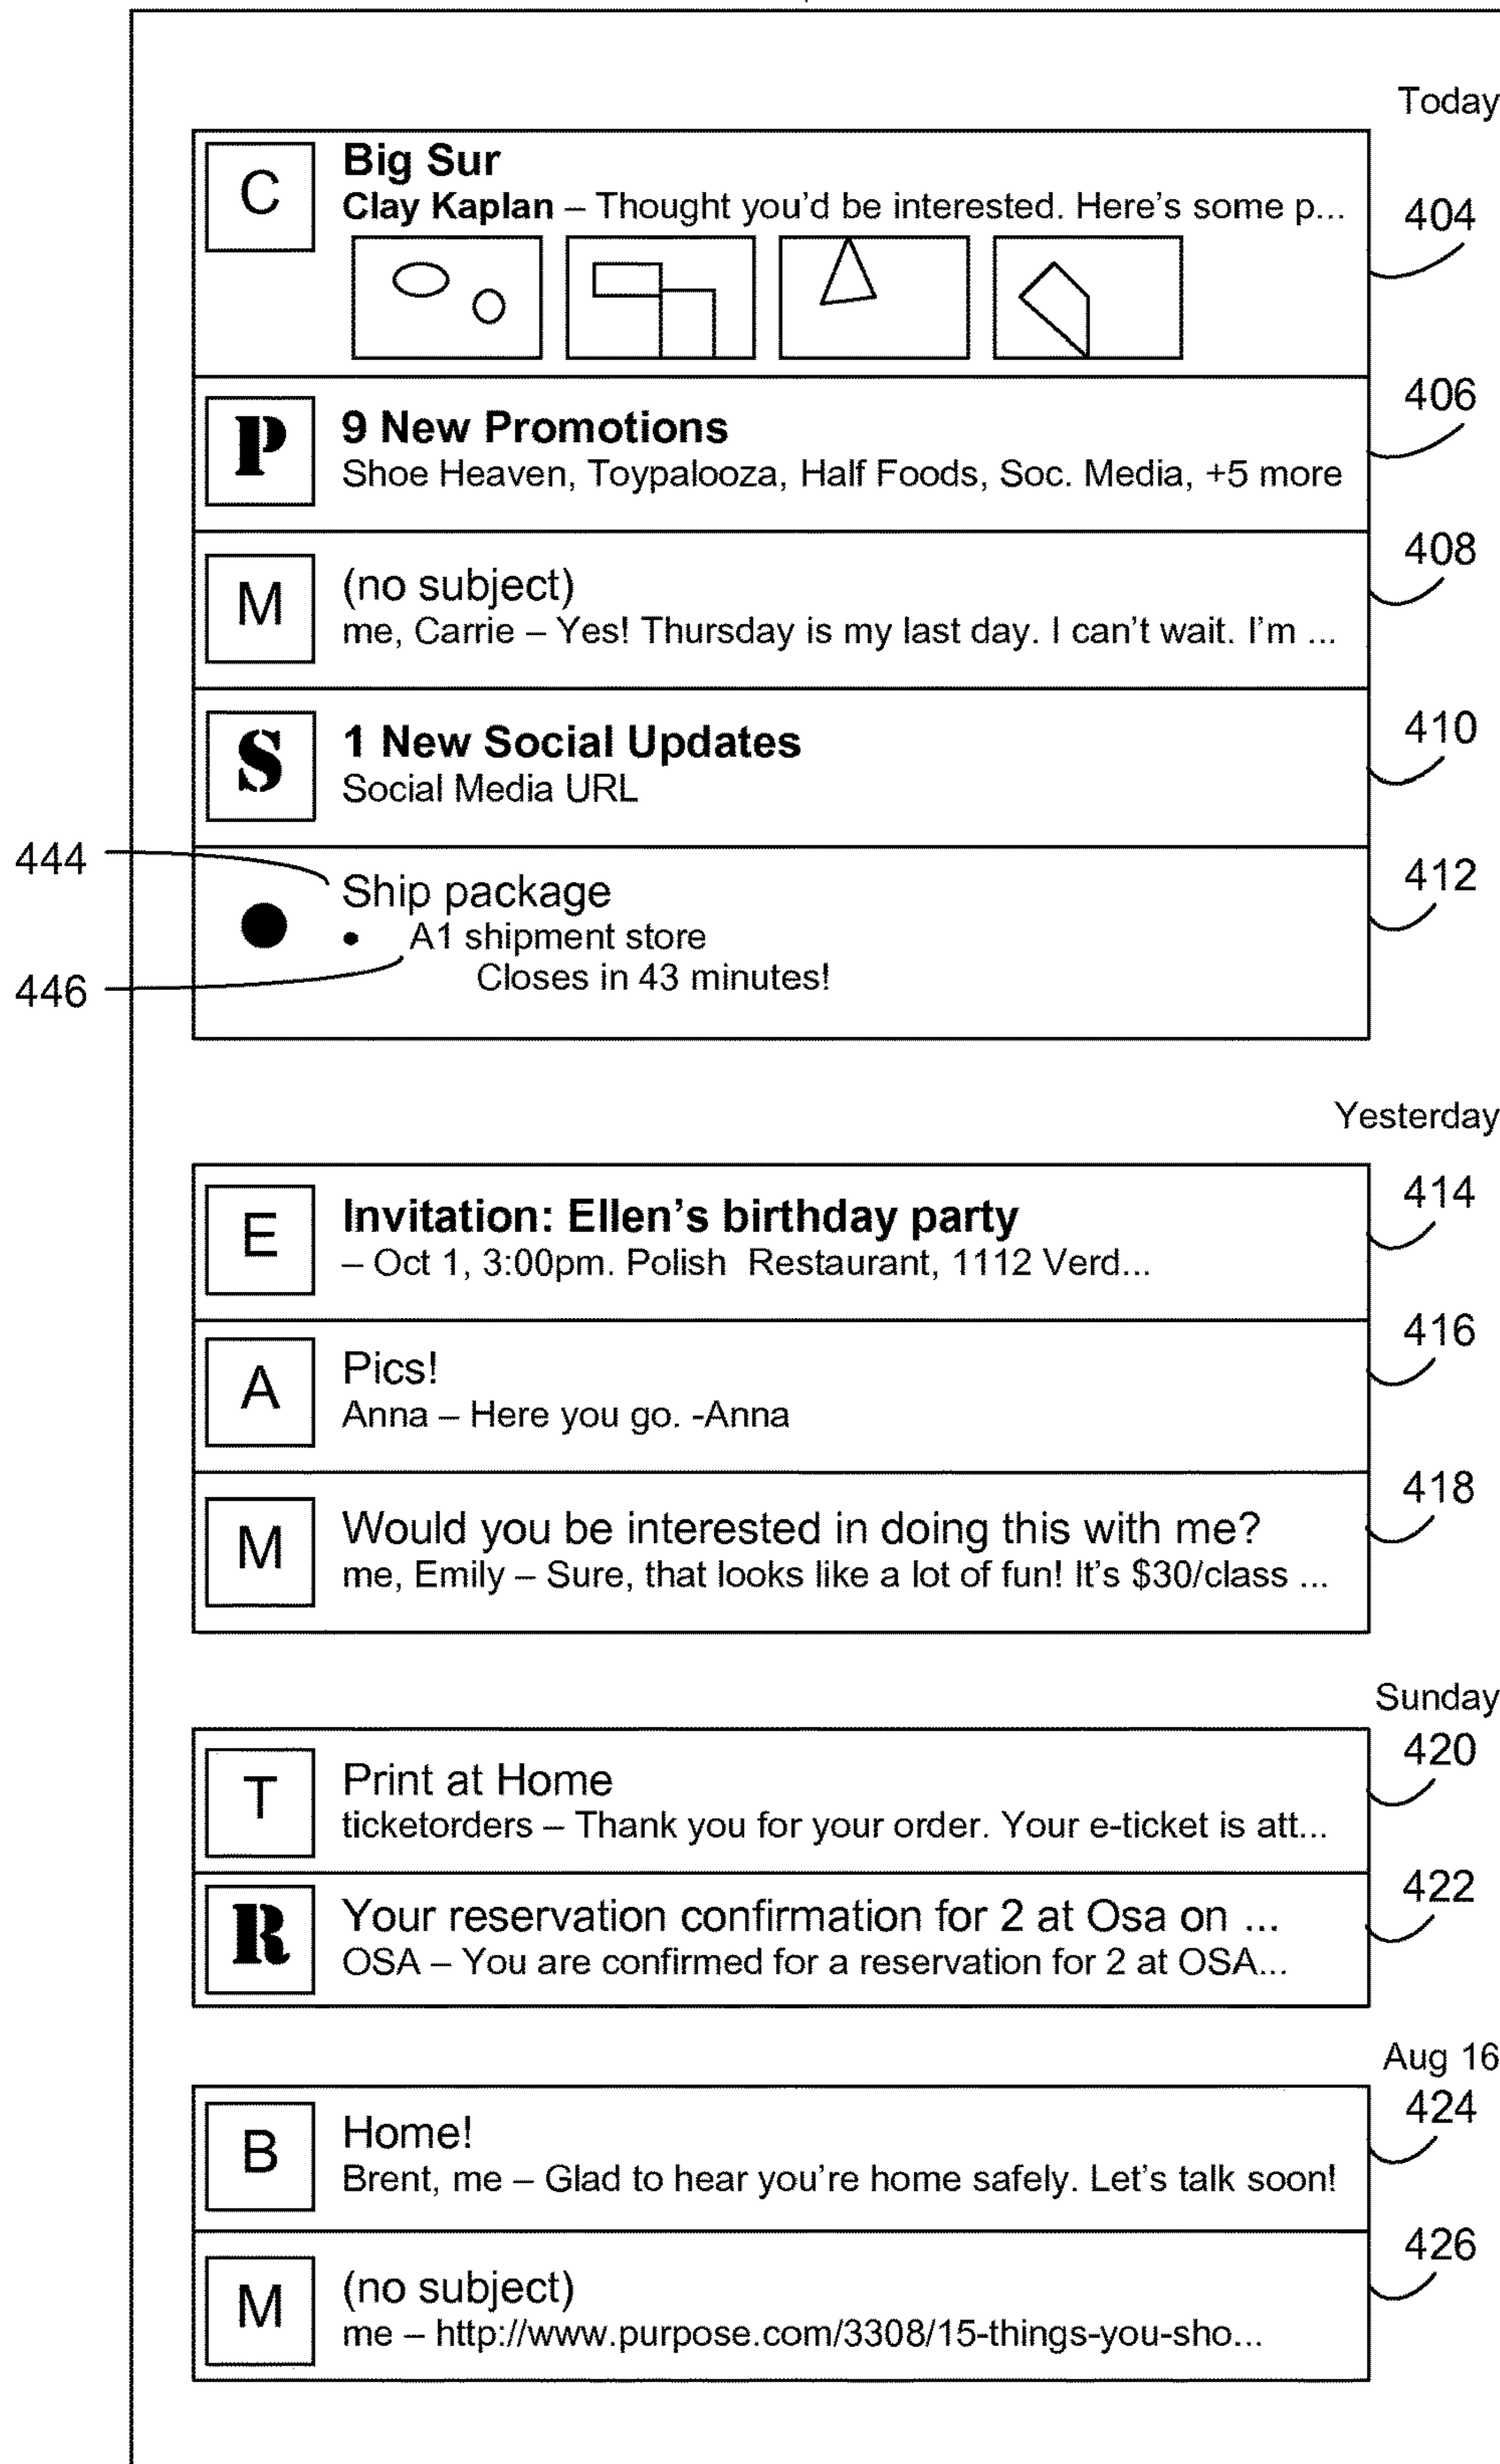 Today
C
Big Sur
Clay Kaplan – Thought you'd be interested. Here's some p...
404
P
9 New Promotions
Shoe Heaven, Toypalooza, Half Foods, Soc. Media, +5 more
406
M
(no subject)
me, Carrie – Yes! Thursday is my last day. I can't wait. I'm ...
408
S
1 New Social Updates
Social Media URL
410
444
Ship package
• A1 shipment store
Closes in 43 minutes!
412
446
Yesterday
E
Invitation: Ellen's birthday party
– Oct 1, 3:00pm. Polish  Restaurant, 1112 Verd...
414
A
Pics!
Anna – Here you go. -Anna
416
M
Would you be interested in doing this with me?
me, Emily – Sure, that looks like a lot of fun! It's $30/class ...
418
Sunday
T
Print at Home
ticketorders – Thank you for your order. Your e-ticket is att...
420
R
Your reservation confirmation for 2 at Osa on ...
OSA – You are confirmed for a reservation for 2 at OSA...
422
Aug 16
B
Home!
Brent, me – Glad to hear you're home safely. Let's talk soon!
424
M
(no subject)
me – http://www.purpose.com/3308/15-things-you-sho...
426